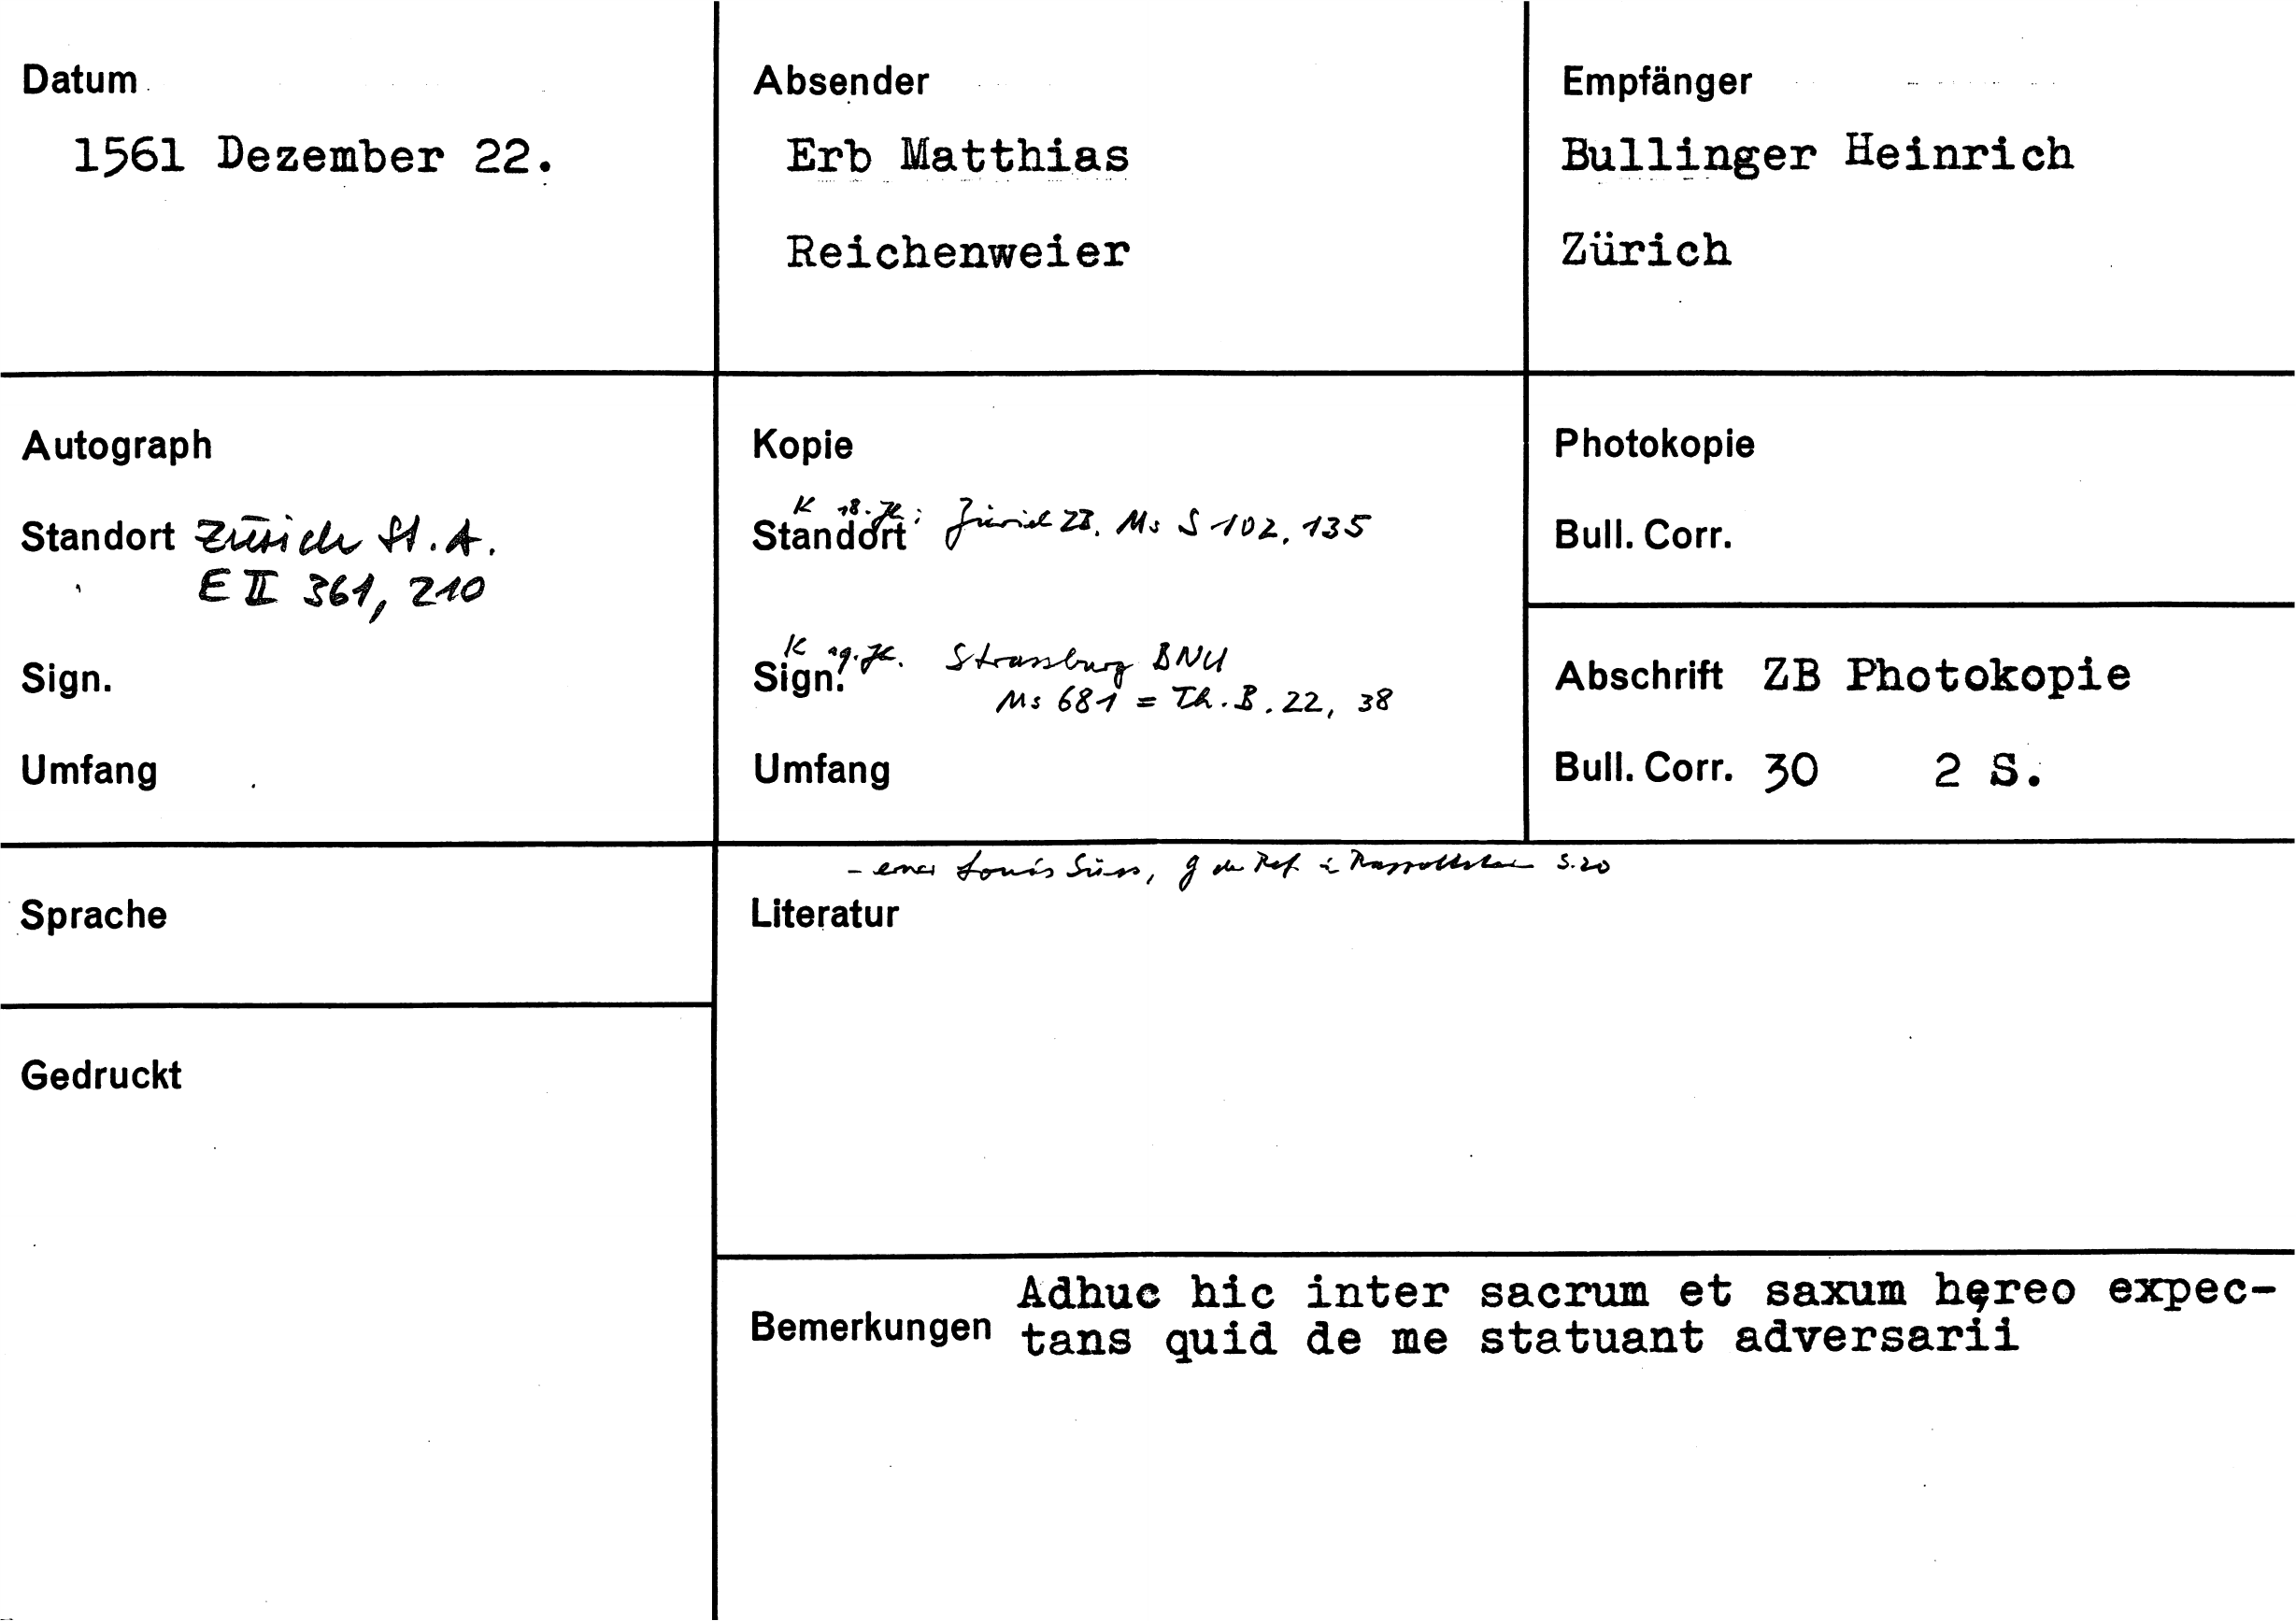 Datum
1561 Dezember 22.
Absender
Erb Matthias
Reichenweier
Empfänger
Bullinger Heinrich
Zürich
Autograph
Standort Zürich St. A.
E II 361, 210
Sign.
Umfang
Kopie
K 18. Jh.: Zürich ZB. Ms S 102, 135
Standort
K 19. Jh. Strassburg BNU
Sign.
Ms 681 = Th. B. 22, 38
Umfang
Photokopie
Bull. Corr.
Abschrift ZB Photokopie
Bull. Corr. 30 2 S.
Sprache
Gedruckt
Louis Süss, G der Ref. i Rappoltstein S. 20
Literatur
Bemerkungen
Adhuc hic inter sacrum et saxum hęreo expec-
tans quid de me statuant adversarii